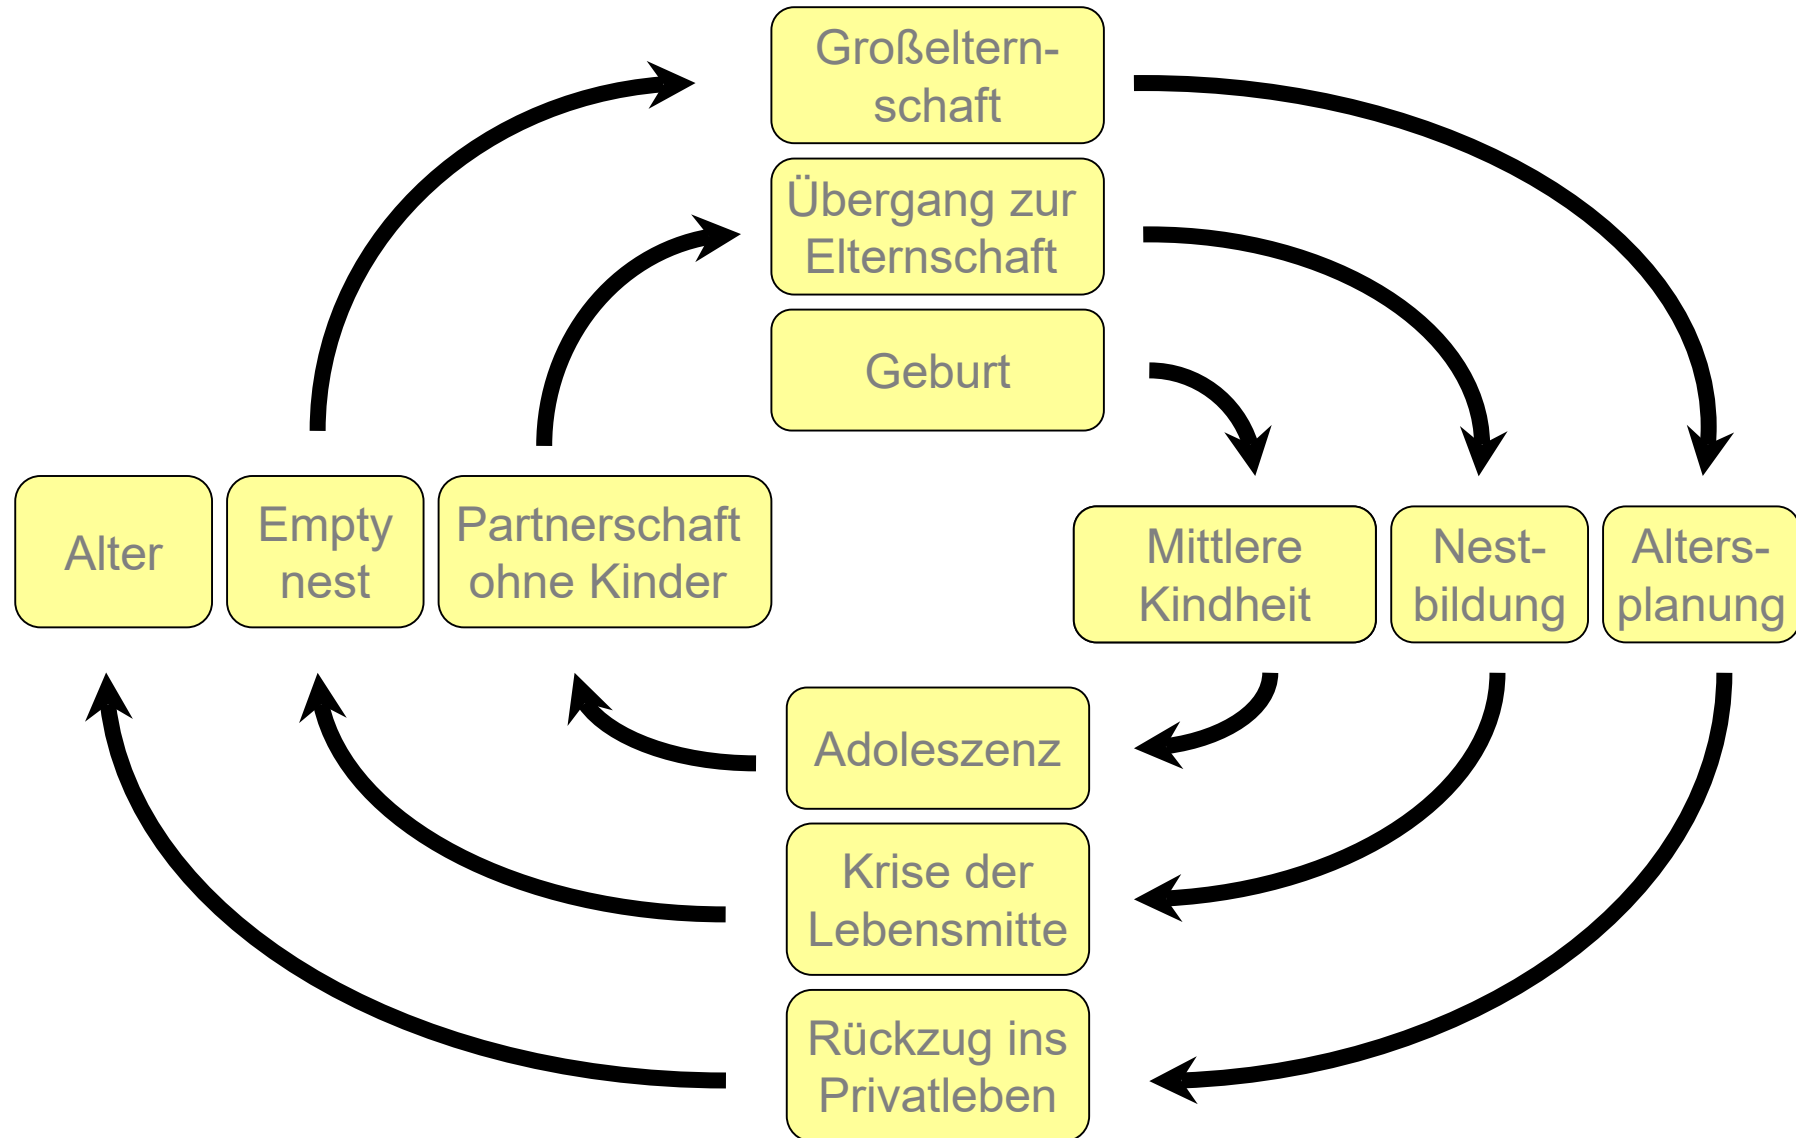 Großeltern-
schaft
Übergang zur
Elternschaft
Geburt
Alter
Empty
nest
Partnerschaft
ohne Kinder
Mittlere
Kindheit
Nest-
bildung
Alters-
planung
Adoleszenz
Krise der
Lebensmitte
Rückzug ins
Privatleben